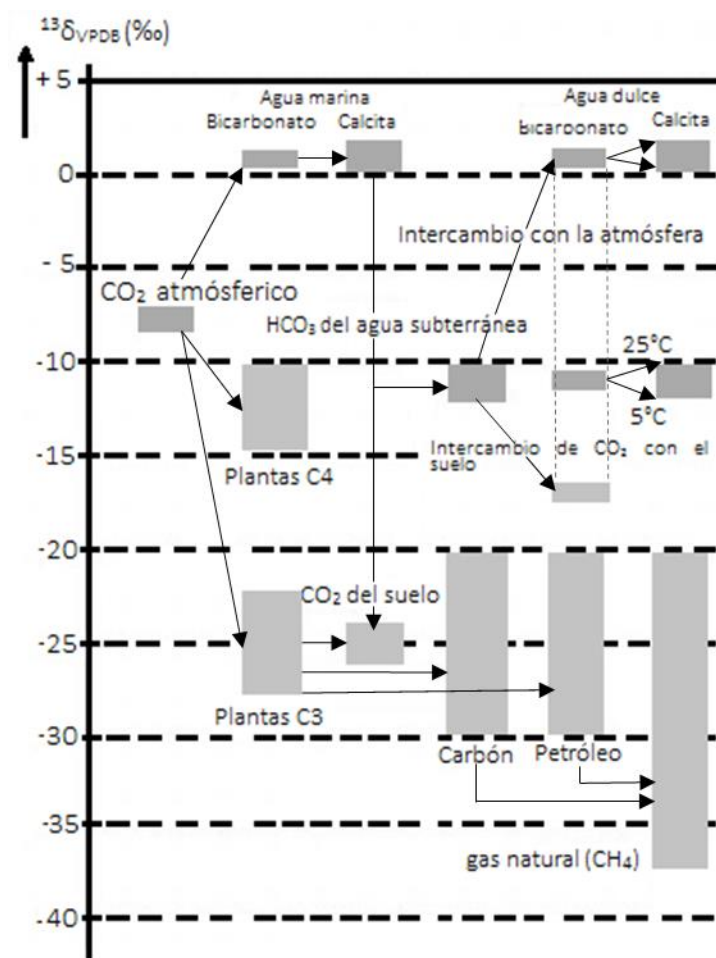 ¹³δVPDB (‰)
+ 5
Agua marina
Agua dulce
Bicarbonato
Calcita
Bicarbonato
Calcita
0
Intercambio con la atmósfera
- 5
CO₂ atmósferico
HCO₃ del agua subterránea
25°C
-10
5°C
Intercambio de CO₂ con el
suelo
-15
Plantas C4
-20
CO₂ del suelo
-25
Plantas C3
-30
Carbón
Petróleo
-35
gas natural (CH₄)
-40